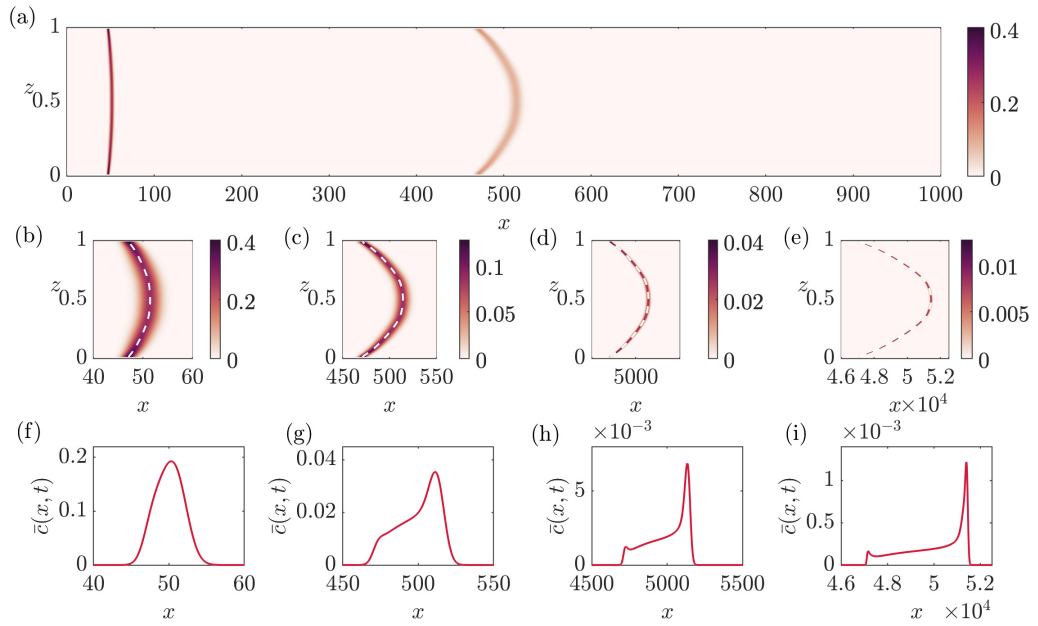 (a)
1
z
0.5
0
0 100 200 300 400 500 600 700 800 900 1000
x
0.4
0.2
0
(b)
1
z
0.5
0
40 50 60
x
0.4
0.2
0
(c)
1
z
0.5
0
450 500 550
x
0.1
0.05
0
(d)
1
z
0.5
0
5000
x
0.04
0.02
0
(e)
1
z
0.5
0
4.6 4.8 5 5.2
x×10⁴
0.01
0.005
0
(f)
0.2
0.1
0
c̄(x, t)
40 50 60
x
(g)
0.04
0.02
0
c̄(x, t)
450 500 550
x
(h)
×10⁻³
5
0
c̄(x, t)
4500 5000 5500
x
(i)
×10⁻³
1
0.5
0
c̄(x, t)
4.6 4.8 5 5.2
x ×10⁴